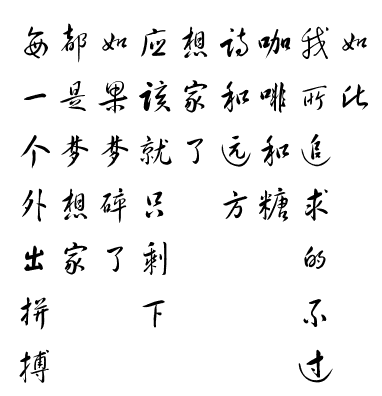 每一个外出拼搏
都是梦想家
如果梦碎了
应该就只剩下
想家了
诗和远方
咖啡和糖
我所追求的不过
如此